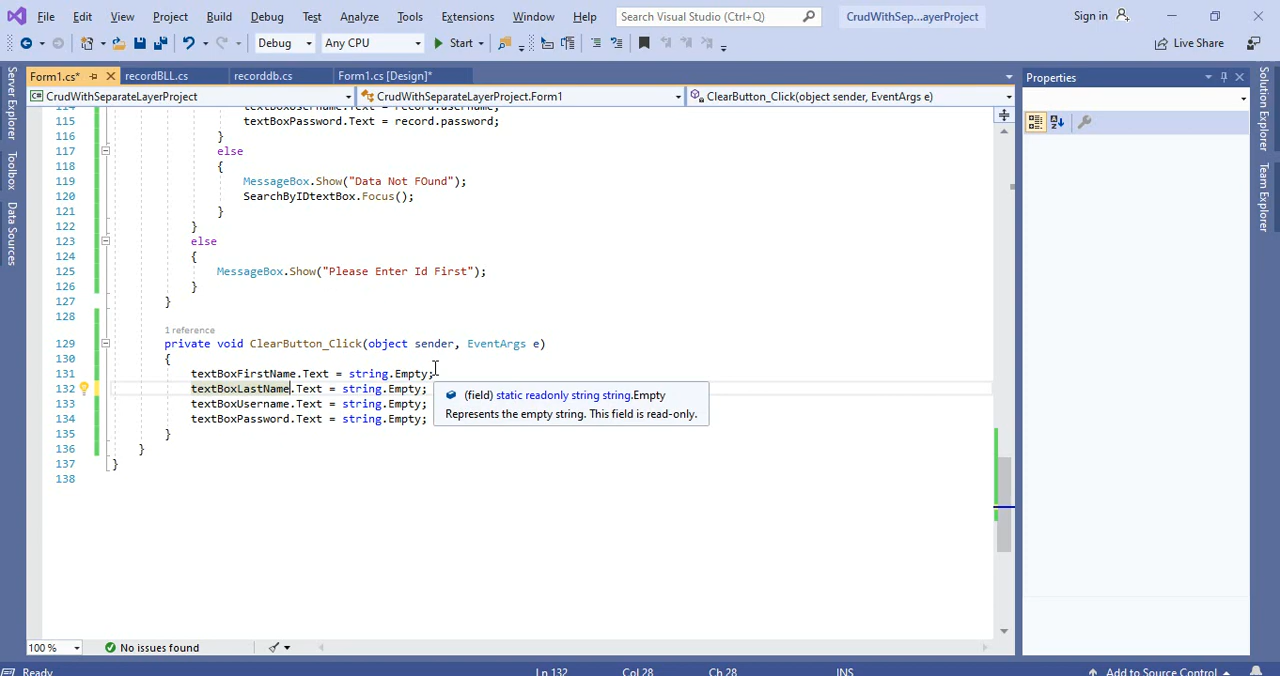 File Edit View Project Build Debug Test Analyze Tools Extensions Window Help Search Visual Studio (Ctrl+Q) CrudWithSep...ayerProject Sign in
Debug Any CPU Start Live Share
Form1.cs* recordBLL.cs recorddb.cs Form1.cs [Design]* Properties
CrudWithSeparateLayerProject CrudWithSeparateLayerProject.Form1 ClearButton_Click(object sender, EventArgs e)
Server Explorer
Toolbox
Data Sources
114 textBoxUsername.Text = record.username;
115 textBoxPassword.Text = record.password;
116 }
117 else
118 {
119 MessageBox.Show("Data Not FOund");
120 SearchByIDtextBox.Focus();
121 }
122 }
123 else
124 {
125 MessageBox.Show("Please Enter Id First");
126 }
127 }
128
1 reference
129 private void ClearButton_Click(object sender, EventArgs e)
130 {
131 textBoxFirstName.Text = string.Empty;
132 textBoxLastName.Text = string.Empty;
133 textBoxUsername.Text = string.Empty;
134 textBoxPassword.Text = string.Empty;
135 }
136 }
137 }
138
(field) static readonly string string.Empty
Represents the empty string. This field is read-only.
Solution Explorer
Team Explorer
100 % No issues found
Ready Ln 132 Col 28 Ch 28 INS Add to Source Control